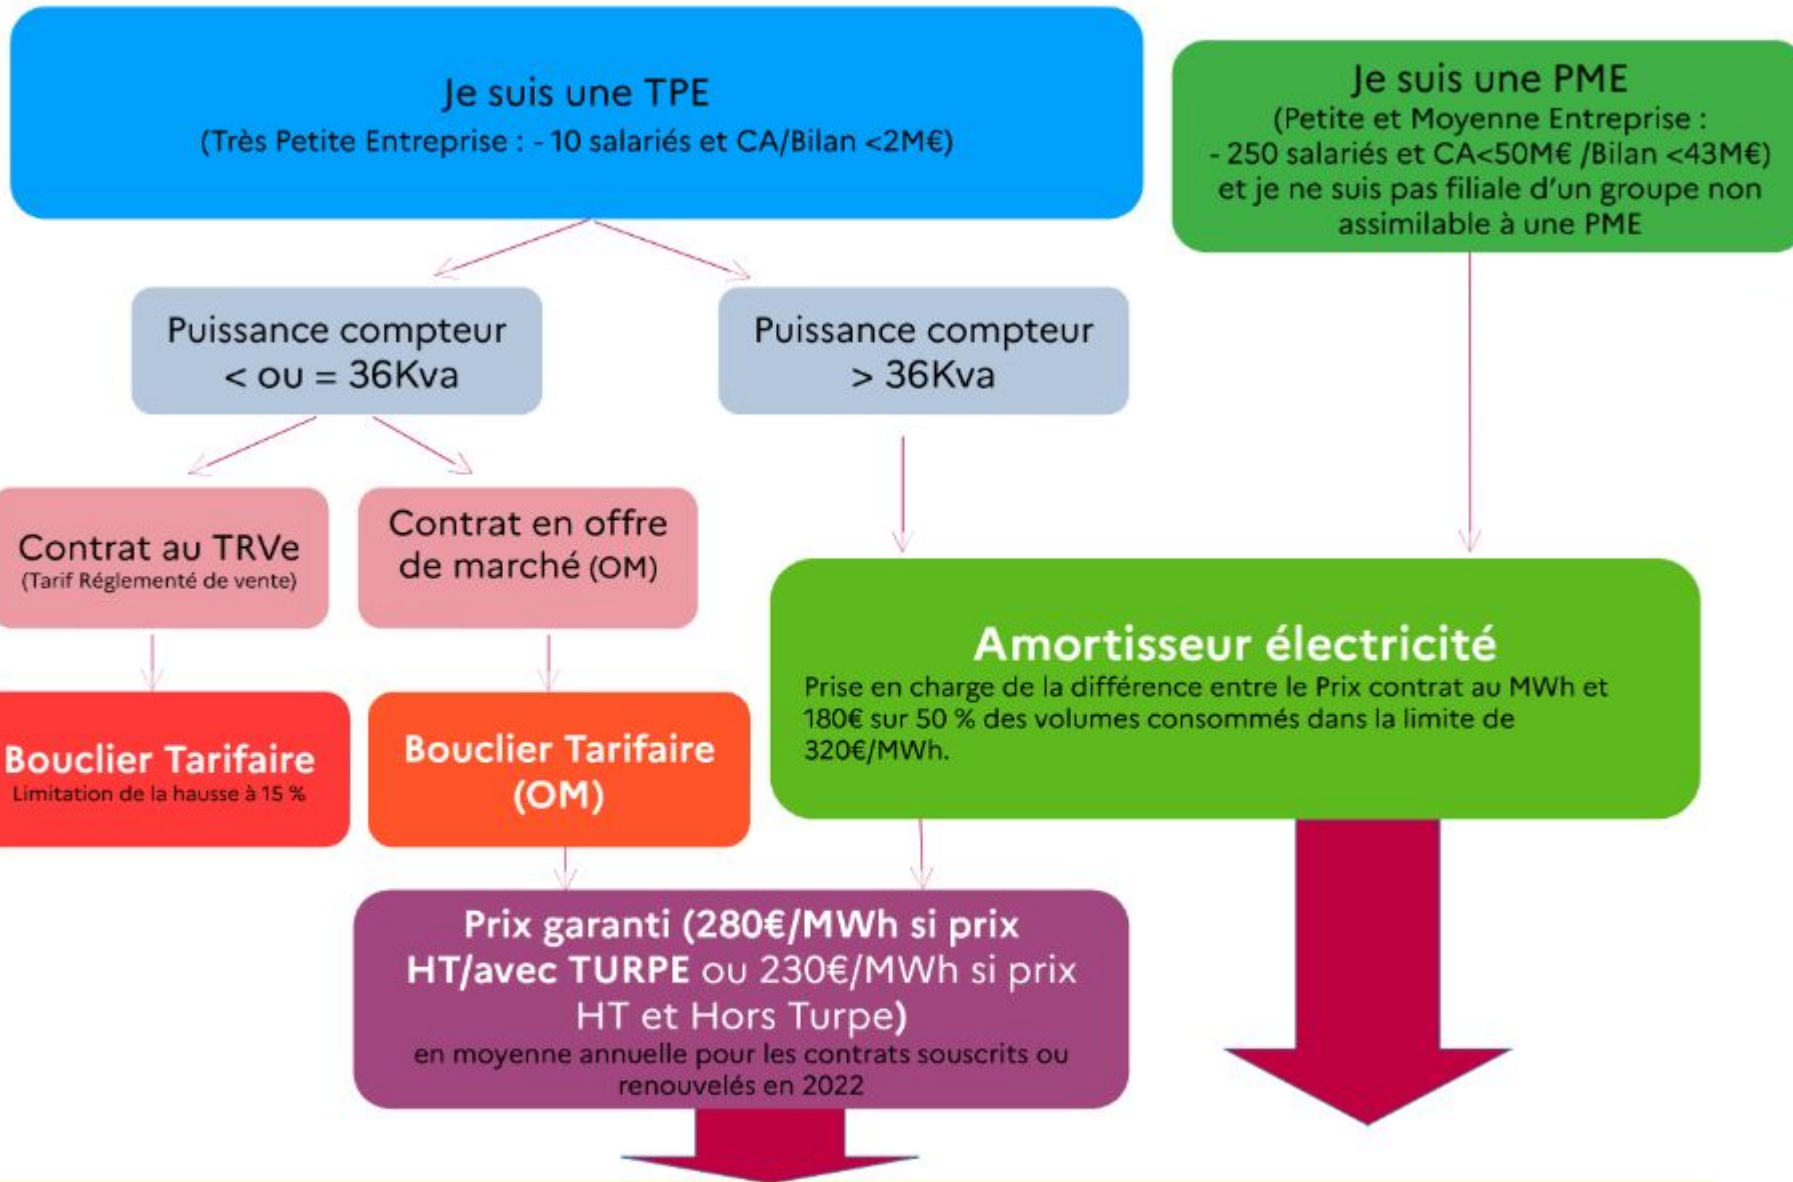 Je suis une TPE
(Très Petite Entreprise : - 10 salariés et CA/Bilan <2M€)
Je suis une PME
(Petite et Moyenne Entreprise :
- 250 salariés et CA<50M€ /Bilan <43M€)
et je ne suis pas filiale d'un groupe non
assimilable à une PME
Puissance compteur
< ou = 36Kva
Puissance compteur
> 36Kva
Contrat au TRVe
(Tarif Réglementé de vente)
Contrat en offre
de marché (OM)
Bouclier Tarifaire
Limitation de la hausse à 15 %
Bouclier Tarifaire
(OM)
Amortisseur électricité
Prise en charge de la différence entre le Prix contrat au MWh et
180€ sur 50 % des volumes consommés dans la limite de
320€/MWh.
Prix garanti (280€/MWh si prix
HT/avec TURPE ou 230€/MWh si prix
HT et Hors Turpe)
en moyenne annuelle pour les contrats souscrits ou
renouvelés en 2022